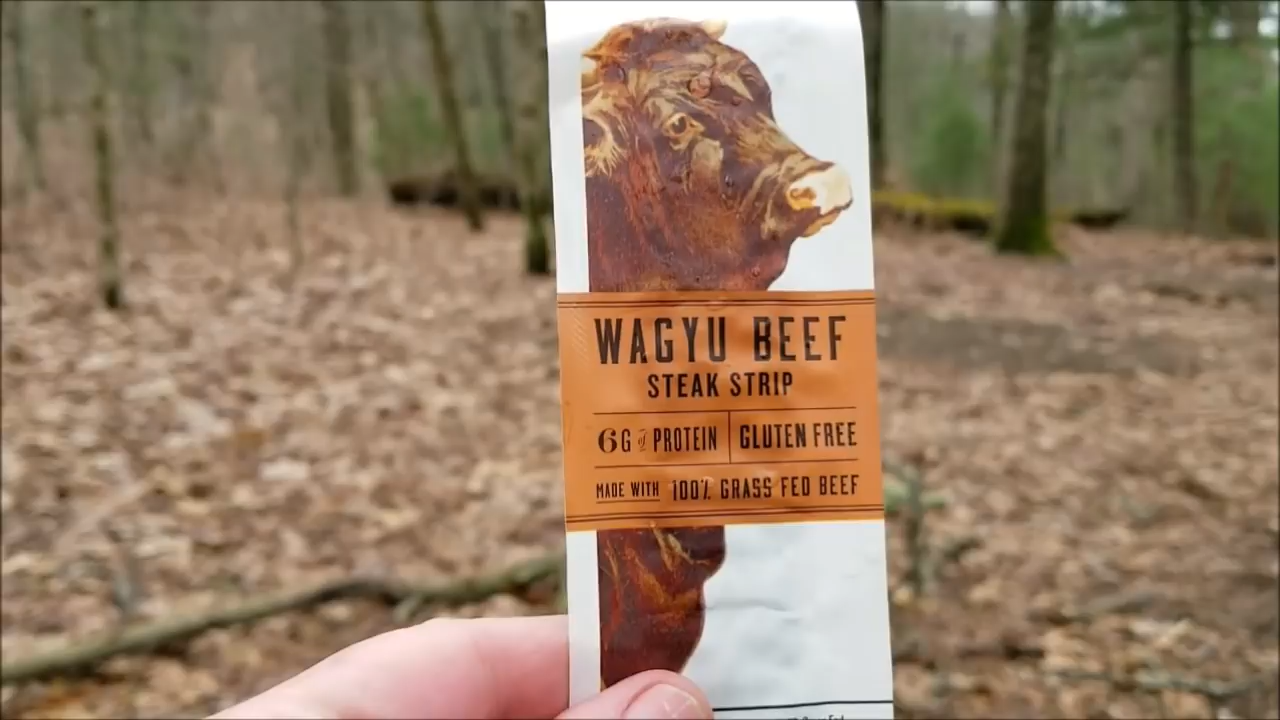 WAGYU BEEF
STEAK STRIP
6G of PROTEIN GLUTEN FREE
MADE WITH 100% GRASS FED BEEF